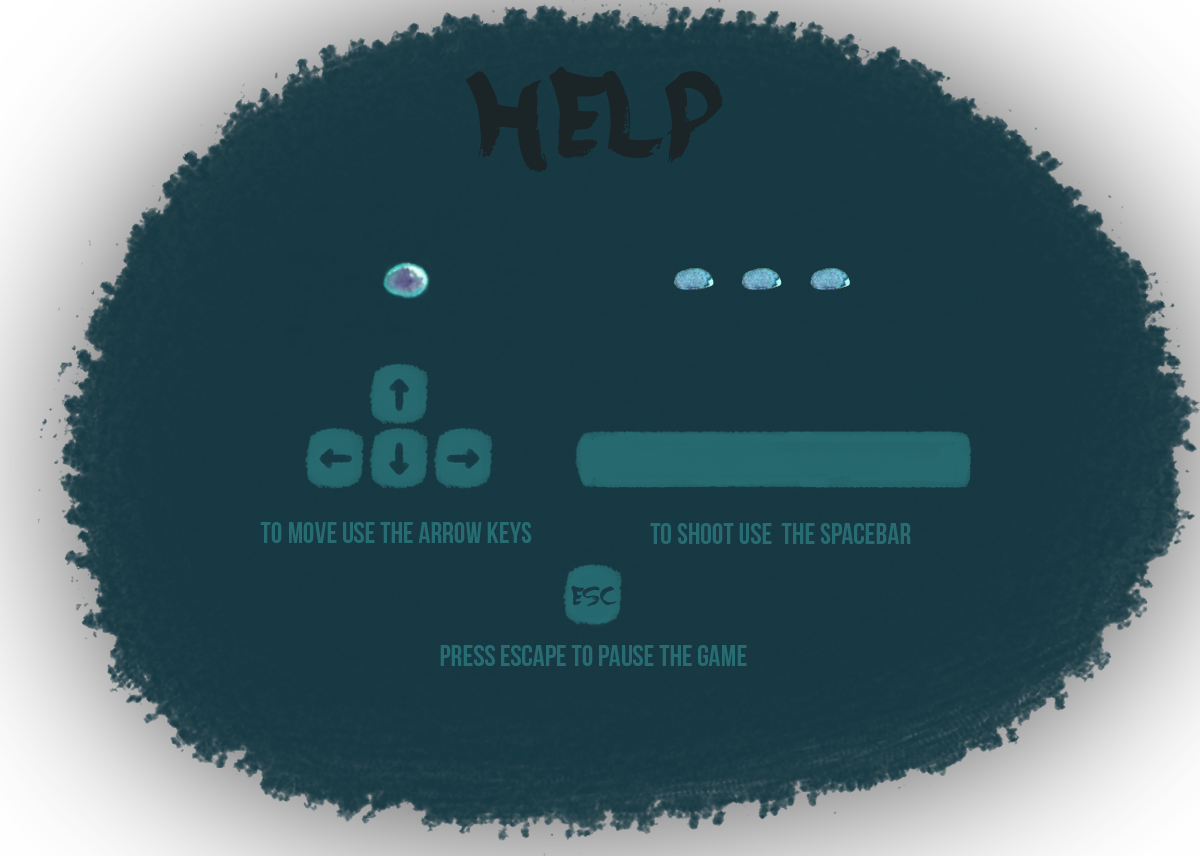 HELP
TO MOVE USE THE ARROW KEYS
TO SHOOT USE THE SPACEBAR
ESC
PRESS ESCAPE TO PAUSE THE GAME